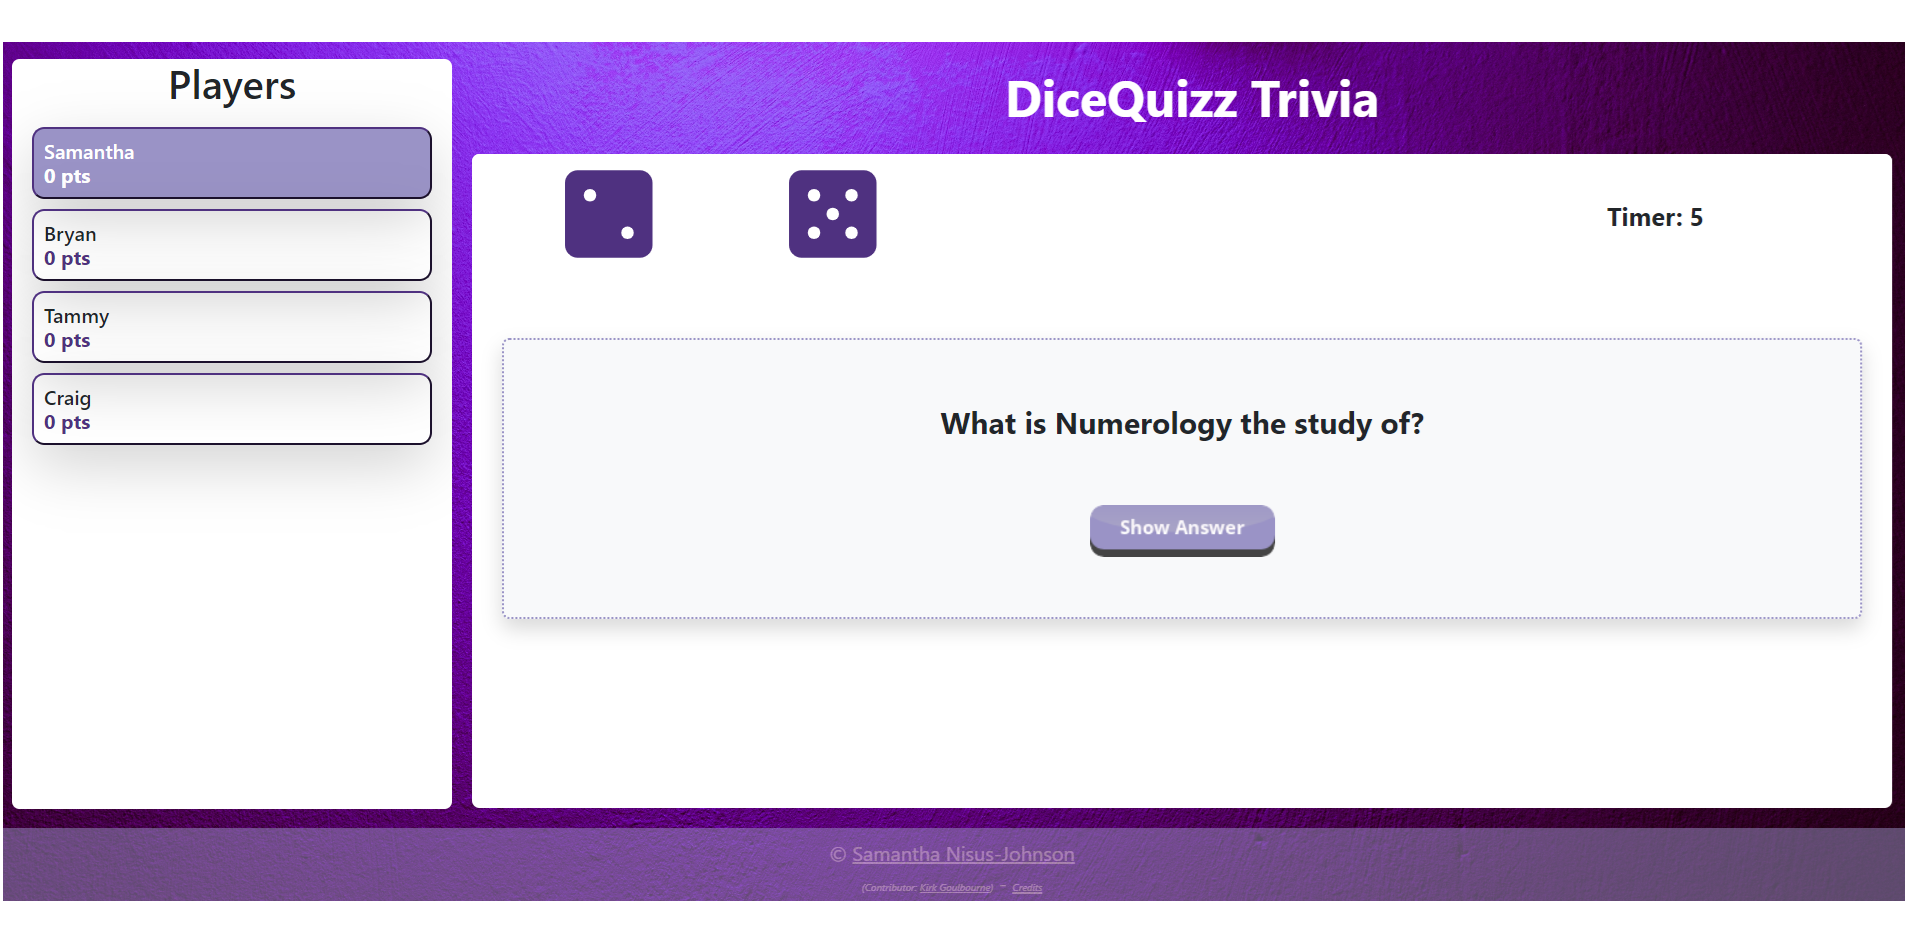 Players
Samantha
0 pts
Bryan
0 pts
Tammy
0 pts
Craig
0 pts
DiceQuizz Trivia
Timer: 5
What is Numerology the study of?
Show Answer
© Samantha Nisus-Johnson
(Contributor: Kirk Goulbourne) – Credits